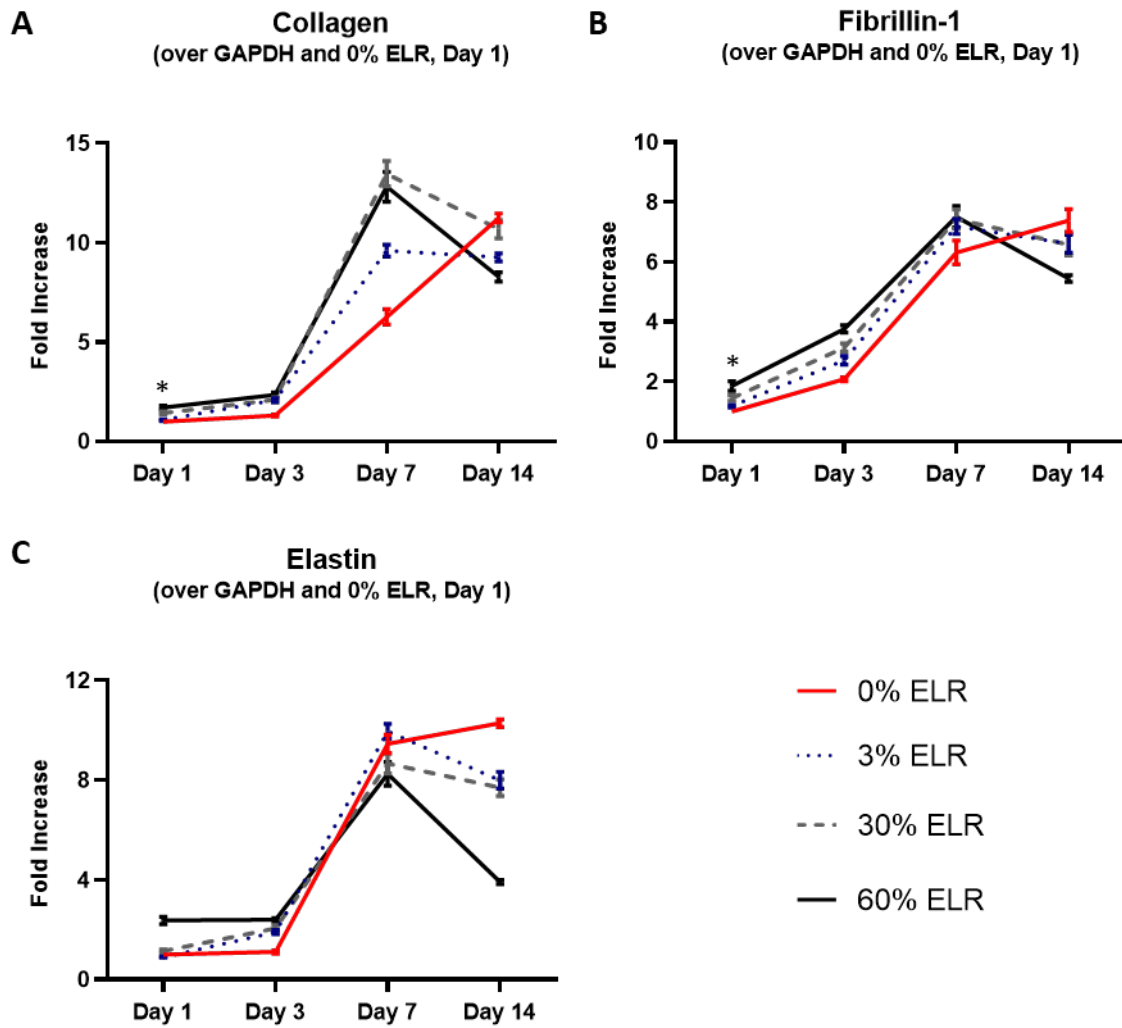 A
Collagen
(over GAPDH and 0% ELR, Day 1)
15
10
5
0
Fold Increase
*
Day 1 Day 3 Day 7 Day 14
B
Fibrillin-1
(over GAPDH and 0% ELR, Day 1)
10
8
6
4
2
0
Fold Increase
*
Day 1 Day 3 Day 7 Day 14
C
Elastin
(over GAPDH and 0% ELR, Day 1)
12
8
4
0
Fold Increase
Day 1 Day 3 Day 7 Day 14
0% ELR
3% ELR
30% ELR
60% ELR